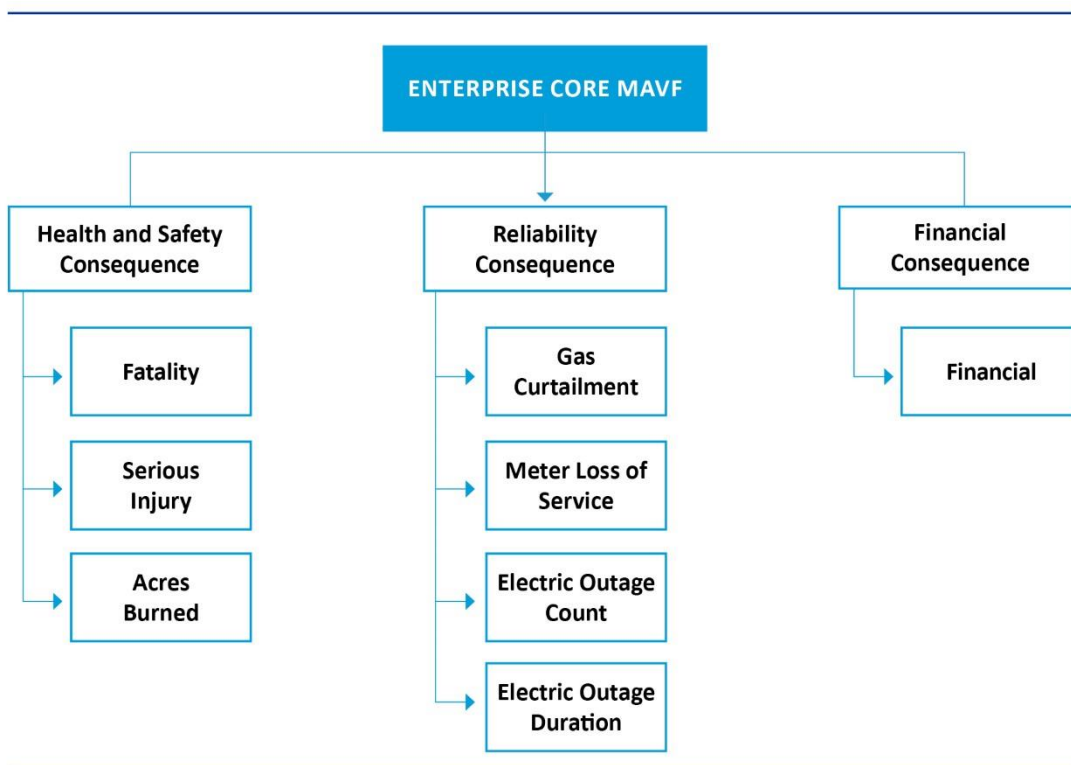 ENTERPRISE CORE MAVF
Health and Safety
Consequence
Fatality
Serious
Injury
Acres
Burned
Reliability
Consequence
Gas
Curtailment
Meter Loss of
Service
Electric Outage
Count
Electric Outage
Duration
Financial
Consequence
Financial